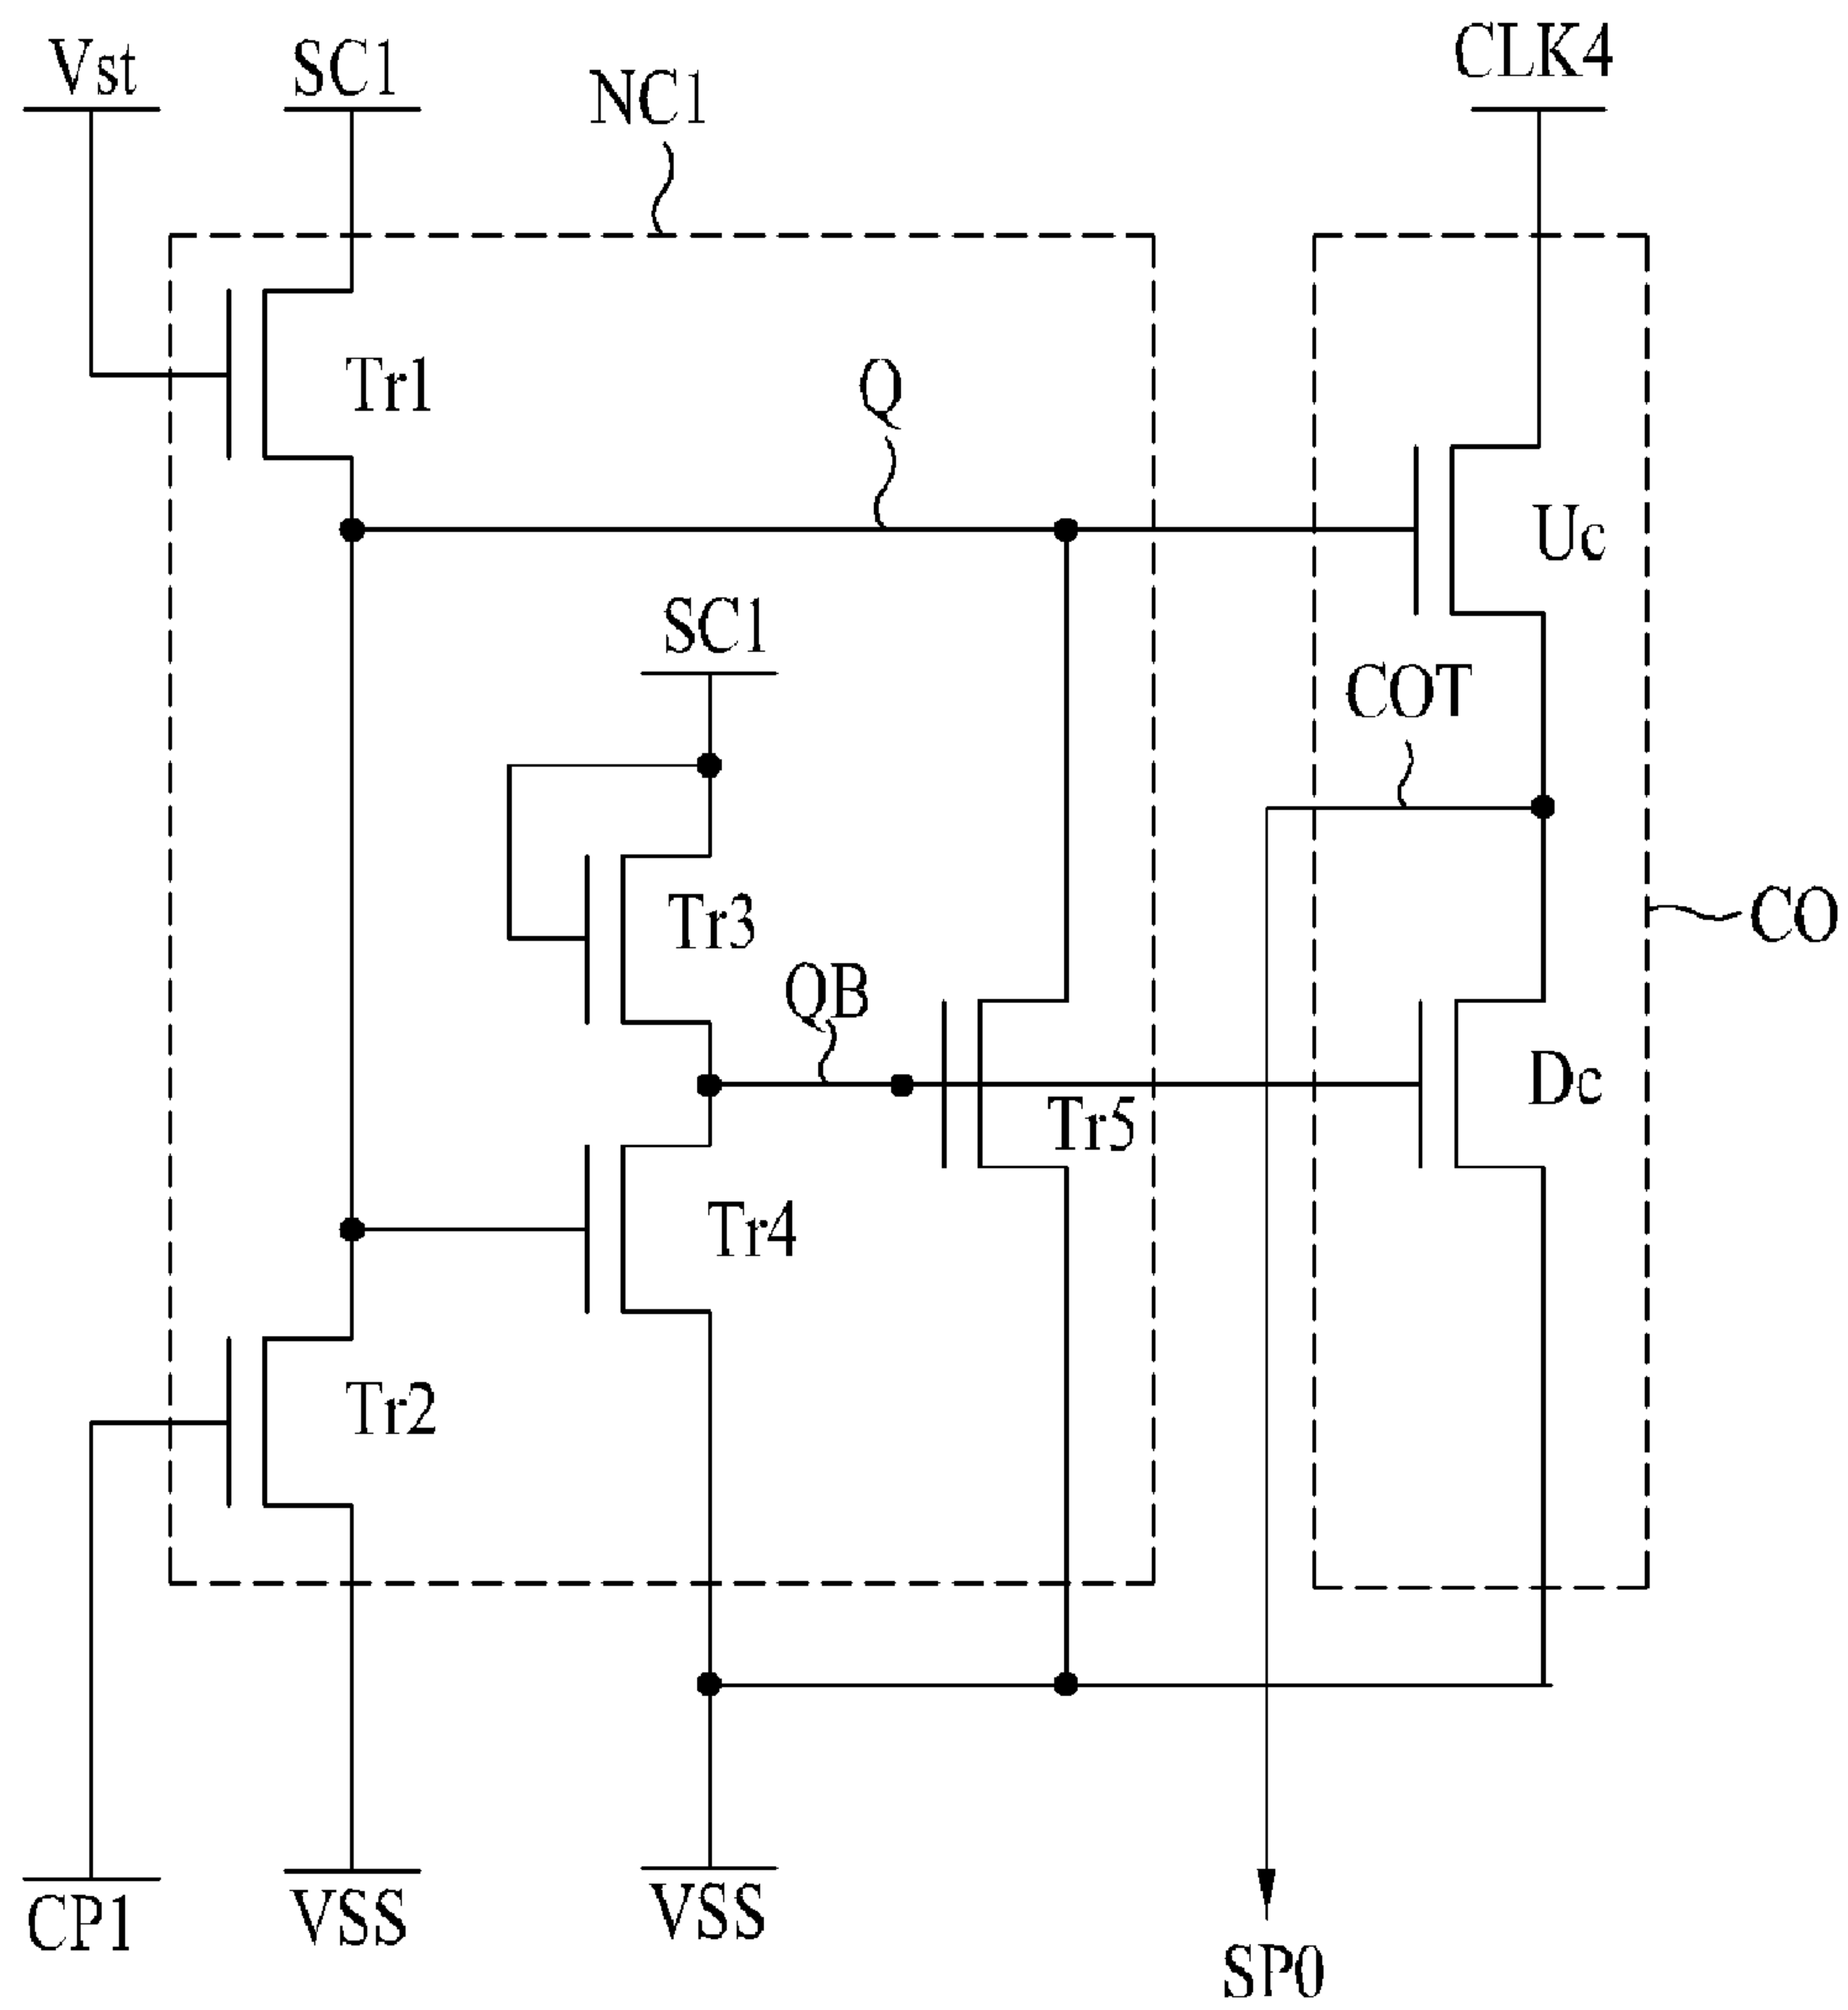 Vst
SC1
NC1
CLK4
Tr1
Q
Uc
SC1
COT
Tr3
CO
QB
Dc
Tr5
Tr4
Tr2
CP1
VSS
VSS
SP0